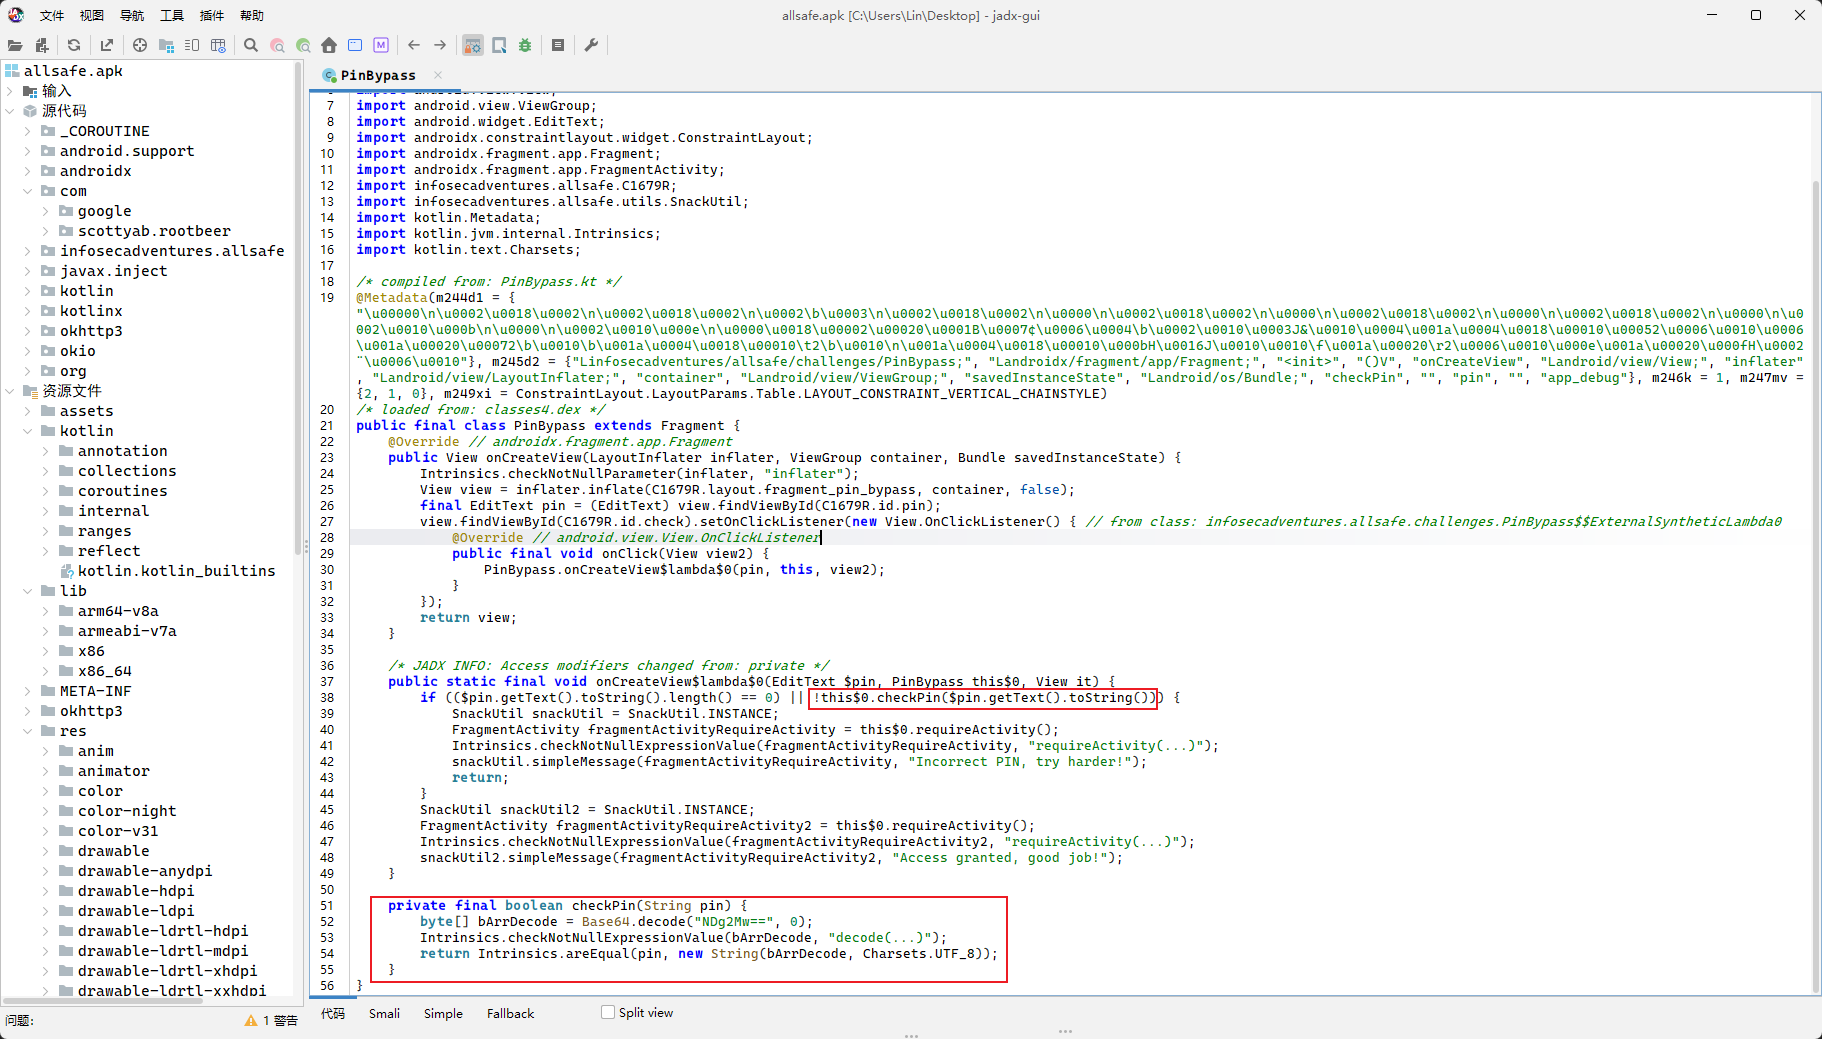 文件 视图 导航 工具 插件 帮助
allsafe.apk [C:\Users\Lin\Desktop] - jadx-gui
allsafe.apk
输入
源代码
_COROUTINE
android.support
androidx
com
google
scottyab.rootbeer
infosecadventures.allsafe
javax.inject
kotlin
kotlinx
okhttp3
okio
org
资源文件
assets
kotlin
annotation
collections
coroutines
internal
ranges
reflect
kotlin.kotlin_builtins
lib
arm64-v8a
armeabi-v7a
x86
x86_64
META-INF
okhttp3
res
anim
animator
color
color-night
color-v31
drawable
drawable-anydpi
drawable-hdpi
drawable-ldpi
drawable-ldrtl-hdpi
drawable-ldrtl-mdpi
drawable-ldrtl-xhdpi
drawable-ldrtl-xxhdpi
问题: 1 警告
PinBypass
7 import android.view.ViewGroup;
8 import android.widget.EditText;
9 import androidx.constraintlayout.widget.ConstraintLayout;
10 import androidx.fragment.app.Fragment;
11 import androidx.fragment.app.FragmentActivity;
12 import infosecadventures.allsafe.C1679R;
13 import infosecadventures.allsafe.utils.SnackUtil;
14 import kotlin.Metadata;
15 import kotlin.jvm.internal.Intrinsics;
16 import kotlin.text.Charsets;
17
18 /* compiled from: PinBypass.kt */
19 @Metadata(m244d1 = {
"\u00000\n\u0002\u0018\u0002\n\u0002\u0018\u0002\n\u0002\b\u0003\n\u0002\u0018\u0002\n\u0000\n\u0002\u0018\u0002\n\u0000\n\u0002\u0018\u0002\n\u0000\n\u0002\u0018\u0002\n\u0000\n\u0
002\u0010\u000b\n\u0000\n\u0002\u0010\u000e\n\u0000\u0018\u00002\u00020\u0001B\u0007¢\u0006\u0004\b\u0002\u0010\u0003J&\u0010\u0004\u001a\u0004\u0018\u00010\u00052\u0006\u0010\u0006
\u001a\u00020\u00072\b\u0010\b\u001a\u0004\u0018\u00010\t2\b\u0010\n\u001a\u0004\u0018\u00010\u000bH\u0016J\u0010\u0010\f\u001a\u00020\r2\u0006\u0010\u000e\u001a\u00020\u000fH\u0002
¨\u0006\u0010"}, m245d2 = {"Linfosecadventures/allsafe/challenges/PinBypass;", "Landroidx/fragment/app/Fragment;", "<init>", "()V", "onCreateView", "Landroid/view/View;", "inflater"
, "Landroid/view/LayoutInflater;", "container", "Landroid/view/ViewGroup;", "savedInstanceState", "Landroid/os/Bundle;", "checkPin", "", "pin", "", "app_debug"}, m246k = 1, m247mv =
{2, 1, 0}, m249xi = ConstraintLayout.LayoutParams.Table.LAYOUT_CONSTRAINT_VERTICAL_CHAINSTYLE)
20 /* loaded from: classes4.dex */
21 public final class PinBypass extends Fragment {
22 @Override // androidx.fragment.app.Fragment
23 public View onCreateView(LayoutInflater inflater, ViewGroup container, Bundle savedInstanceState) {
24 Intrinsics.checkNotNullParameter(inflater, "inflater");
25 View view = inflater.inflate(C1679R.layout.fragment_pin_bypass, container, false);
26 final EditText pin = (EditText) view.findViewById(C1679R.id.pin);
27 view.findViewById(C1679R.id.check).setOnClickListener(new View.OnClickListener() { // from class: infosecadventures.allsafe.challenges.PinBypass$$ExternalSyntheticLambda0
28 @Override // android.view.View.OnClickListener
29 public final void onClick(View view2) {
30 PinBypass.onCreateView$lambda$0(pin, this, view2);
31 }
32 });
33 return view;
34 }
35
36 /* JADX INFO: Access modifiers changed from: private */
37 public static final void onCreateView$lambda$0(EditText $pin, PinBypass this$0, View it) {
38 if (($pin.getText().toString().length() == 0) || !this$0.checkPin($pin.getText().toString())) {
39 SnackUtil snackUtil = SnackUtil.INSTANCE;
40 FragmentActivity fragmentActivityRequireActivity = this$0.requireActivity();
41 Intrinsics.checkNotNullExpressionValue(fragmentActivityRequireActivity, "requireActivity(...)");
42 snackUtil.simpleMessage(fragmentActivityRequireActivity, "Incorrect PIN, try harder!");
43 return;
44 }
45 SnackUtil snackUtil2 = SnackUtil.INSTANCE;
46 FragmentActivity fragmentActivityRequireActivity2 = this$0.requireActivity();
47 Intrinsics.checkNotNullExpressionValue(fragmentActivityRequireActivity2, "requireActivity(...)");
48 snackUtil2.simpleMessage(fragmentActivityRequireActivity2, "Access granted, good job!");
49 }
50
51 private final boolean checkPin(String pin) {
52 byte[] bArrDecode = Base64.decode("NDg2Mw==", 0);
53 Intrinsics.checkNotNullExpressionValue(bArrDecode, "decode(...)");
54 return Intrinsics.areEqual(pin, new String(bArrDecode, Charsets.UTF_8));
55 }
56 }
代码 Smali Simple Fallback Split view